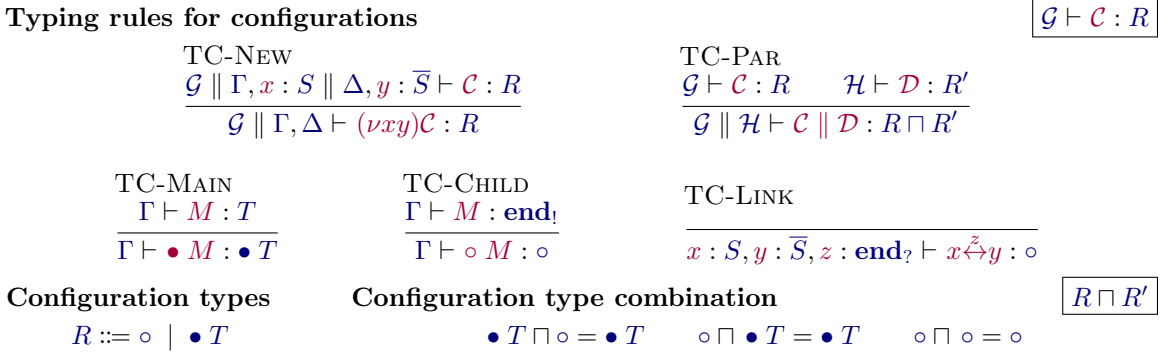 Typing rules for configurations 𝒢 ⊢ 𝒞 : R
TC-New TC-Par
𝒢 ∥ Γ, x : S ∥ Δ, y : S̅ ⊢ 𝒞 : R 𝒢 ⊢ 𝒞 : R ℋ ⊢ 𝒟 : R′
𝒢 ∥ Γ, Δ ⊢ (νxy)𝒞 : R 𝒢 ∥ ℋ ⊢ 𝒞 ∥ 𝒟 : R ⊓ R′
TC-Main TC-Child TC-Link
Γ ⊢ M : T Γ ⊢ M : end!
Γ ⊢ ● M : ● T Γ ⊢ ○ M : ○ x : S, y : S̅, z : end? ⊢ x ↔ᶻ y : ○
Configuration types Configuration type combination R ⊓ R′
R ::= ○ | ● T ● T ⊓ ○ = ● T ○ ⊓ ● T = ● T ○ ⊓ ○ = ○